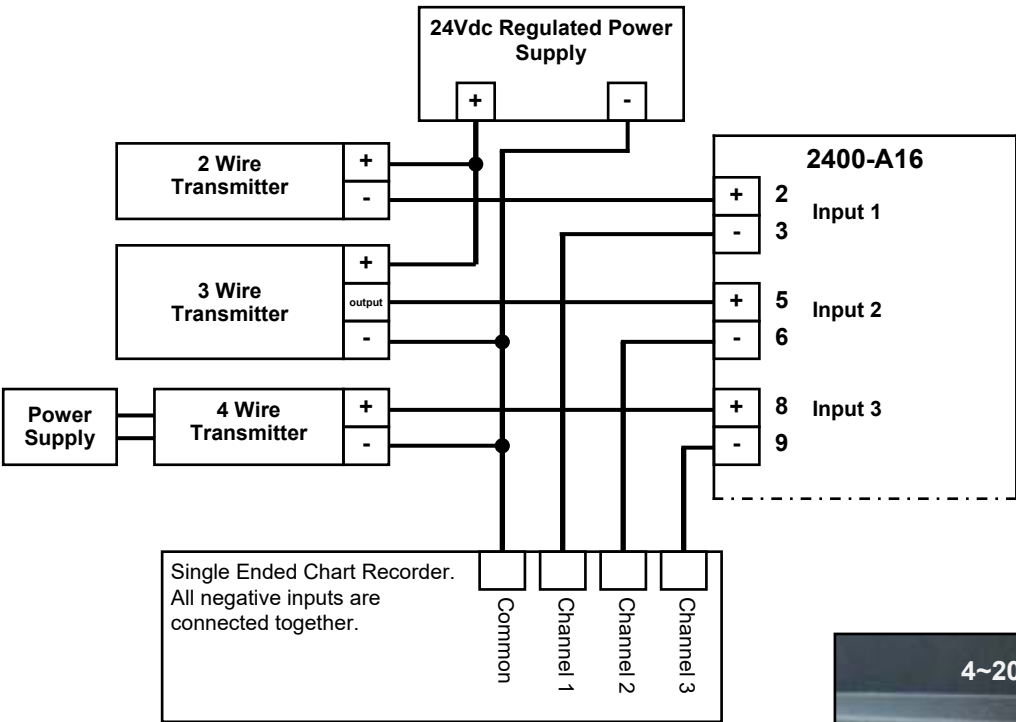 24Vdc Regulated Power
Supply
+
-
2 Wire
Transmitter
+
-
2400-A16
+
2
Input 1
-
3
3 Wire
Transmitter
+
output
-
+
5
Input 2
-
6
Power
Supply
4 Wire
Transmitter
+
-
+
8
Input 3
-
9
Single Ended Chart Recorder.
All negative inputs are
connected together.
Common
Channel 1
Channel 2
Channel 3
4~20